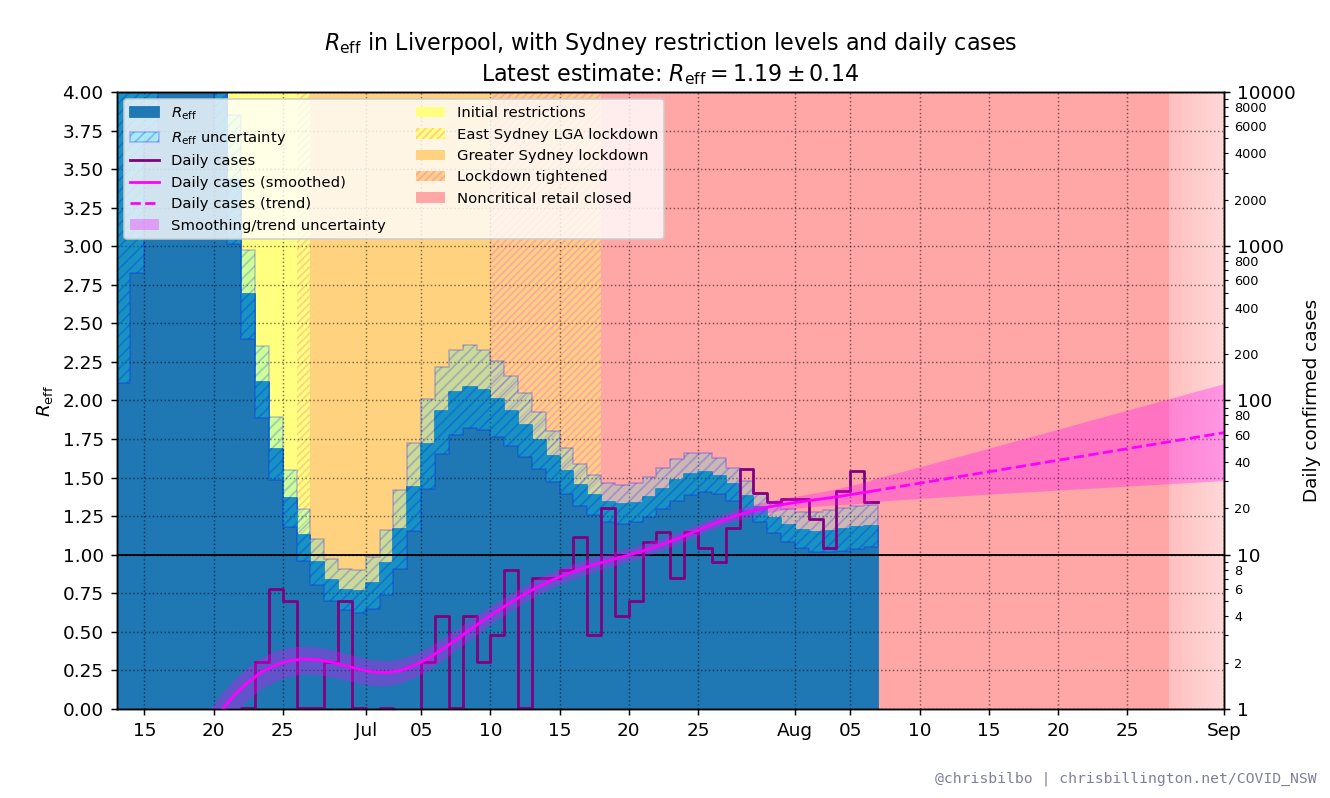 Reff in Liverpool, with Sydney restriction levels and daily cases
Latest estimate: Reff = 1.19 ± 0.14
Reff
Reff uncertainty
Daily cases
Daily cases (smoothed)
Daily cases (trend)
Smoothing/trend uncertainty
Initial restrictions
East Sydney LGA lockdown
Greater Sydney lockdown
Lockdown tightened
Noncritical retail closed
Reff
4.00
3.75
3.50
3.25
3.00
2.75
2.50
2.25
2.00
1.75
1.50
1.25
1.00
0.75
0.50
0.25
0.00
10000
8000
6000
4000
2000
1000
800
600
400
200
100
80
60
40
20
10
8
6
4
2
1
Daily confirmed cases
15 20 25 Jul 05 10 15 20 25 Aug 05 10 15 20 25 Sep
@chrisbilbo | chrisbillington.net/COVID_NSW